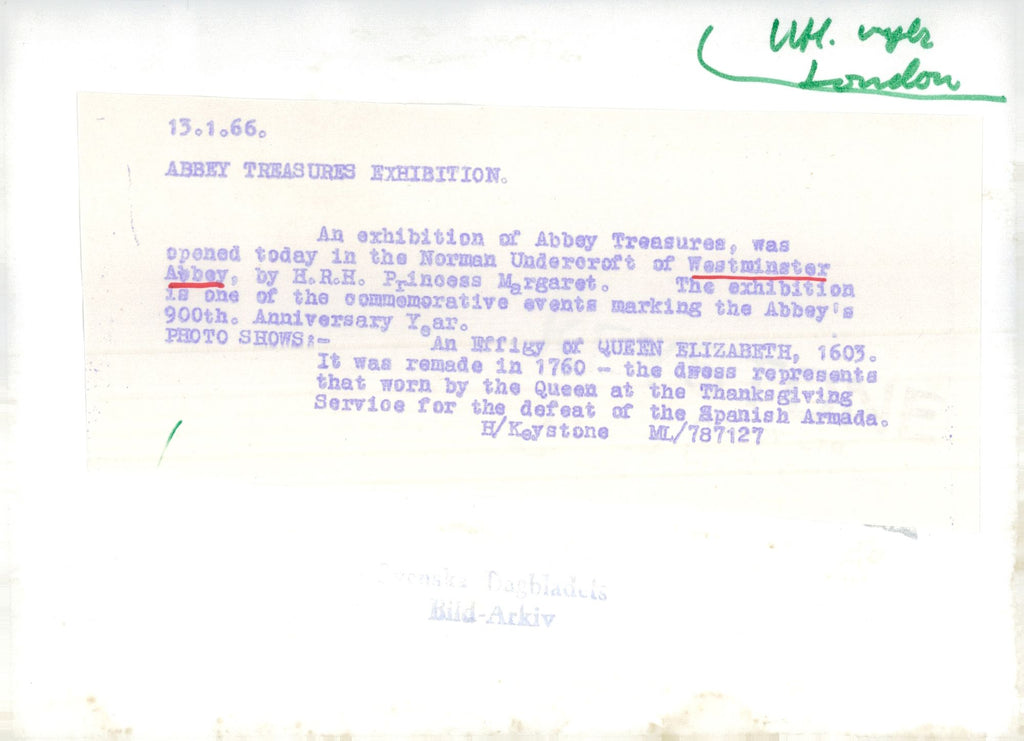 London
13.1.66.
ABBEY TREASURES EXHIBITION.
An exhibition of Abbey Treasures, was
opened today in the Norman Undercroft of Westminster
Abbey, by H.R.H. Princess Margaret. The exhibition
is one of the commemorative events marking the Abbey's
900th. Anniversary Year.
PHOTO SHOWS:- An Effigy of QUEEN ELIZABETH, 1603.
It was remade in 1760 - the dress represents
that worn by the Queen at the Thanksgiving
Service for the defeat of the Spanish Armada.
H/Keystone ML/787127
Svenska Dagbladets
Bild-Arkiv